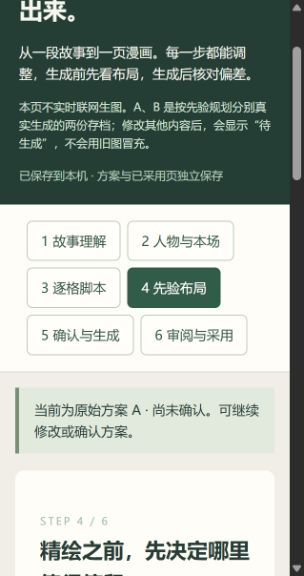 出来。
从一段故事到一页漫画。每一步都能调
整，生成前先看布局，生成后核对偏差。
本页不实时联网生图。A、B 是按先验规划分别真
实生成的两份存档；修改其他内容后，会显示“待
生成”，不会用旧图冒充。
已保存到本机 · 方案与已采用页独立保存
1 故事理解
2 人物与本场
3 逐格脚本
4 先验布局
5 确认与生成
6 审阅与采用
当前为原始方案 A · 尚未确认。可继续
修改或确认方案。
STEP 4 / 6
精绘之前，先决定哪里